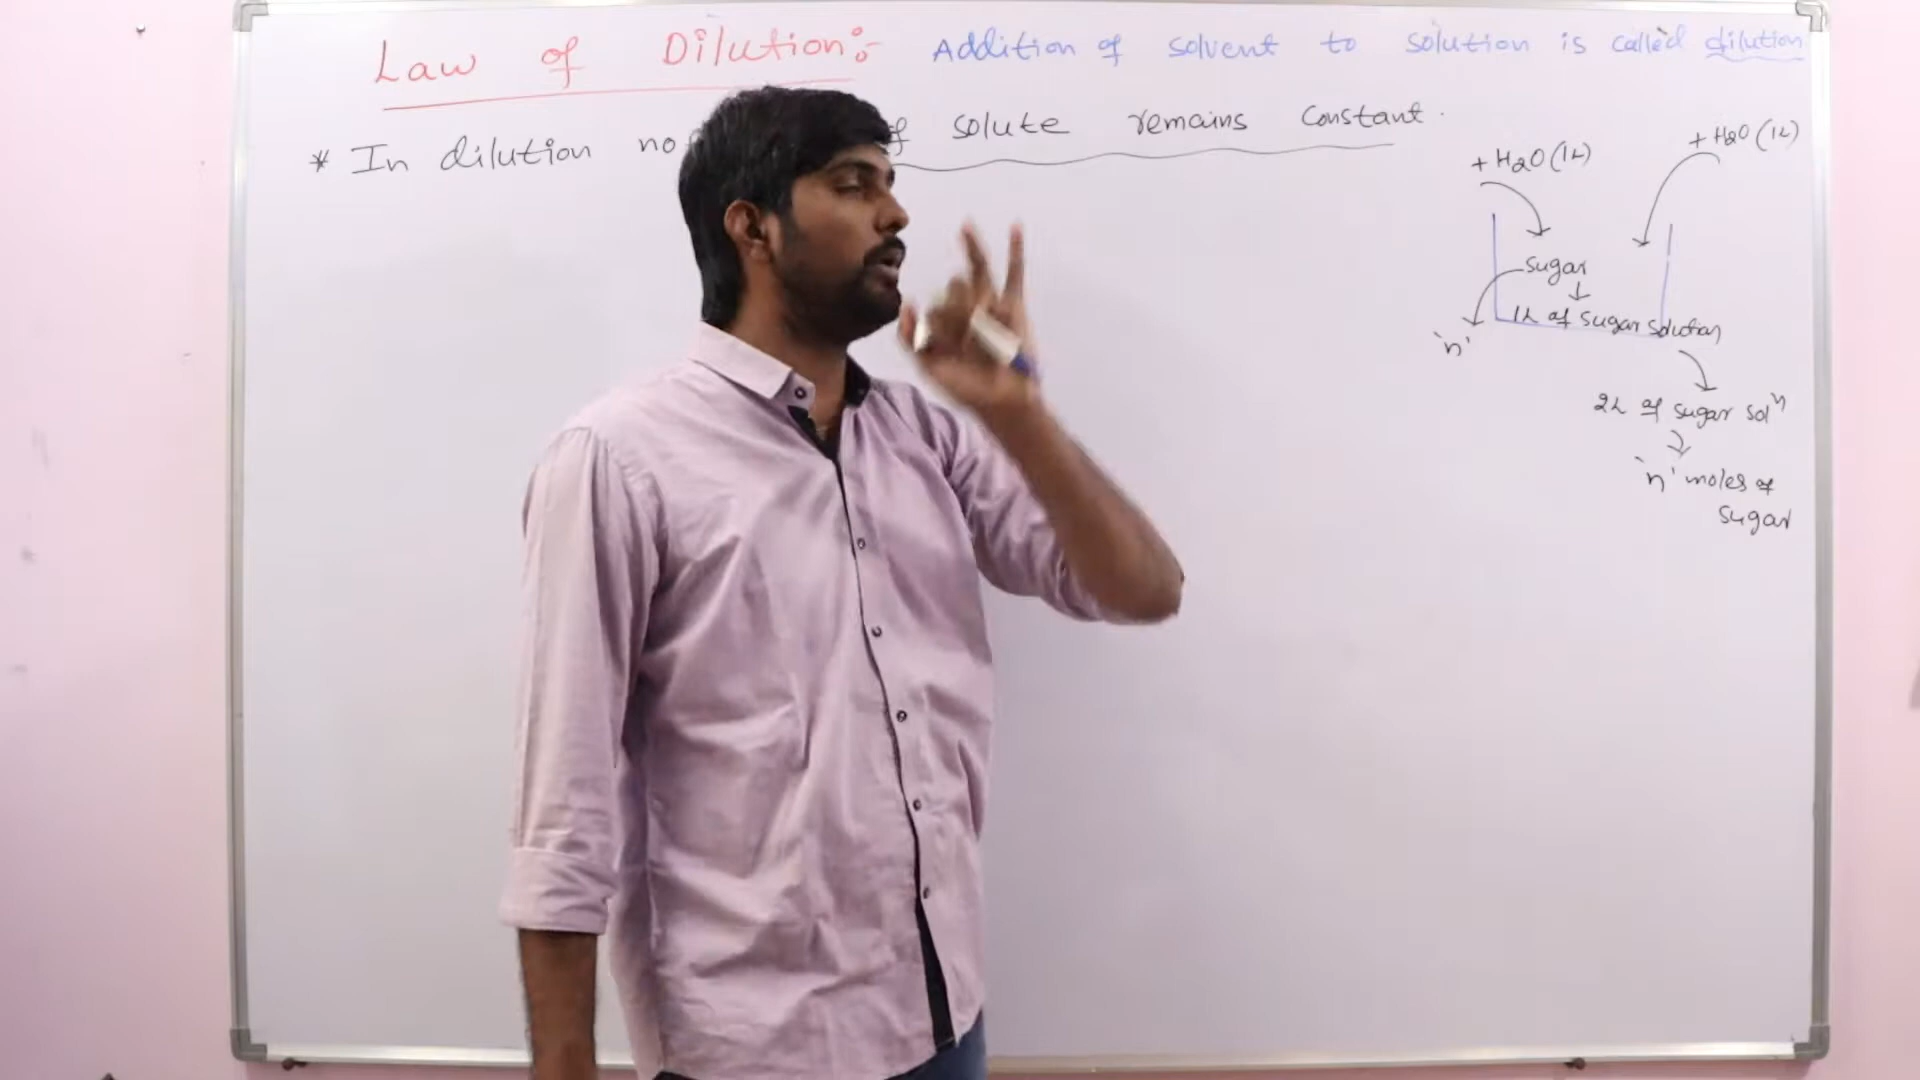 Law of Dilution:- Addition of solvent to solution is called dilution
* In dilution no of solute remains constant.
+ H2O (1L)
+ H2O (1L)
sugar
1L of sugar solution
'n'
2L of sugar solⁿ
'n' moles of
sugar